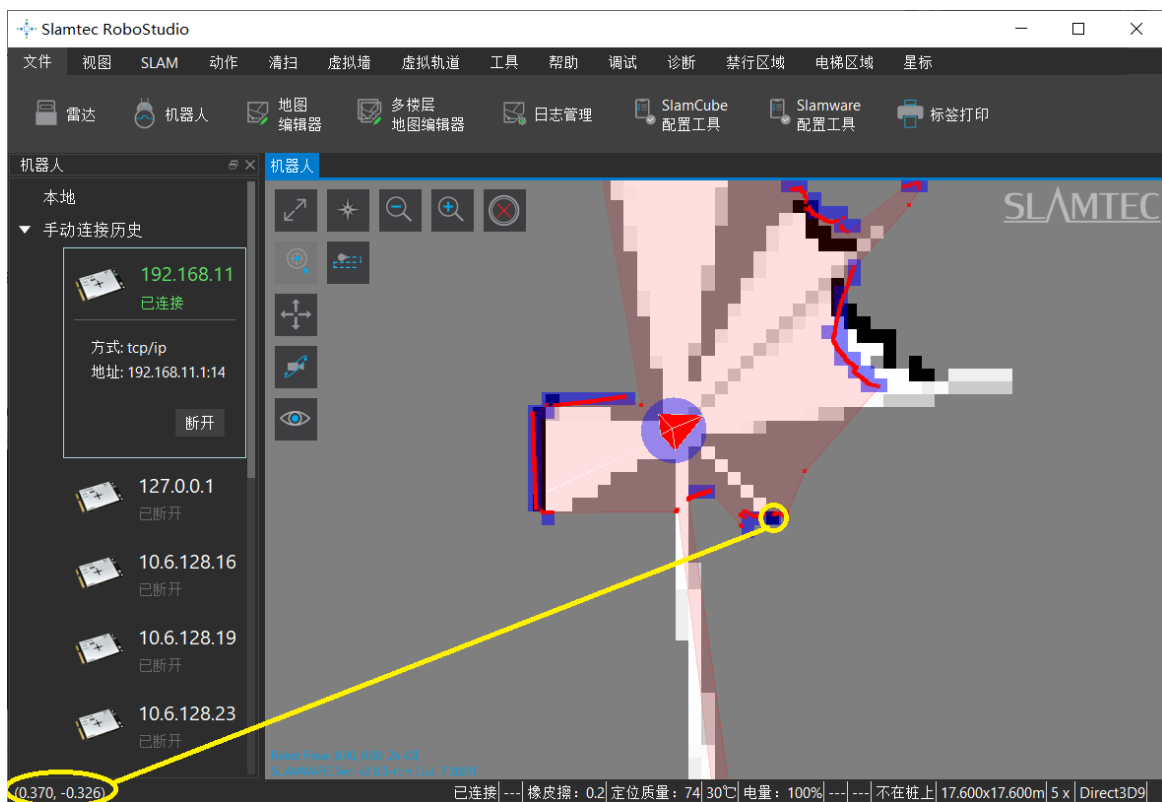 Slamtec RoboStudio
文件 视图 SLAM 动作 清扫 虚拟墙 虚拟轨道 工具 帮助 调试 诊断 禁行区域 电梯区域 星标
雷达 机器人 地图 编辑器 多楼层 地图编辑器 日志管理 SlamCube 配置工具 Slamware 配置工具 标签打印
机器人
机器人
SLAMTEC
本地
手动连接历史
192.168.11
已连接
方式: tcp/ip
地址: 192.168.11.1:14
断开
127.0.0.1
已断开
10.6.128.16
已断开
10.6.128.19
已断开
10.6.128.23
已断开
(0.370, -0.326)
已连接|---|橡皮擦: 0.2|定位质量: 74|30℃|电量: 100%|---|---|不在桩上|17.600x17.600m|5 x|Direct3D9